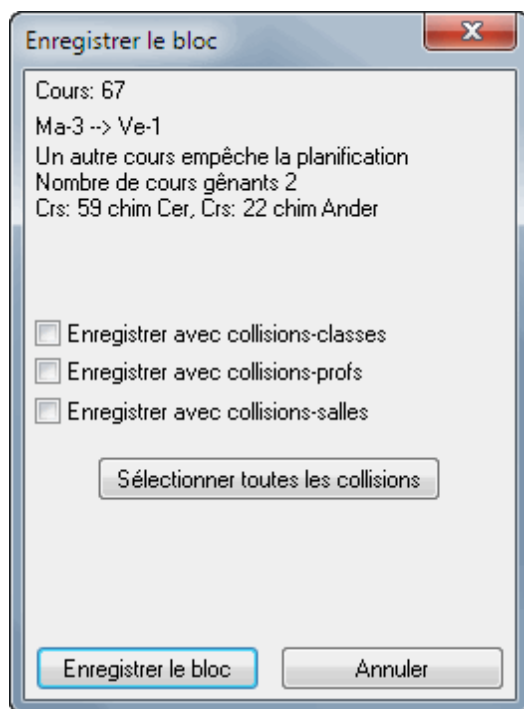 Enregistrer le bloc
Cours: 67
Ma-3 --> Ve-1
Un autre cours empêche la planification
Nombre de cours gênants 2
Crs: 59 chim Cer, Crs: 22 chim Ander
Enregistrer avec collisions-classes
Enregistrer avec collisions-profs
Enregistrer avec collisions-salles
Sélectionner toutes les collisions
Enregistrer le bloc
Annuler